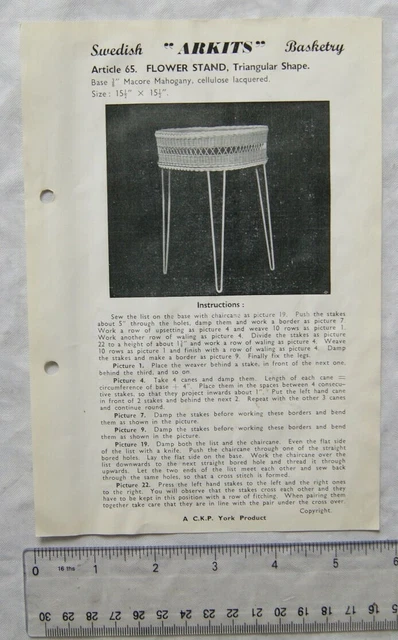 Swedish "ARKITS" Basketry
Article 65. FLOWER STAND, Triangular Shape.
Base ⅜" Macore Mahogany, cellulose lacquered.
Size: 15½" × 15½".
Instructions:
Sew the list on the base with chaircane as picture 19. Push the stakes
about 5" through the holes, damp them and work a border as picture 7.
Work a row of upsetting as picture 4 and weave 10 rows as picture 1.
Work another row of waling as picture 4. Divide the stakes as picture
22 to a height of about 1½" and work a row of waling as picture 4. Weave
10 rows as picture 1 and finish with a row of waling as picture 4. Damp
the stakes and make a border as picture 9. Finally fix the legs.
Picture 1. Place the weaver behind a stake, in front of the next one,
behind the third, and so on.
Picture 4. Take 4 canes and damp them. Length of each cane =
circumference of base + 4". Place them in the spaces between 4 consecu-
tive stakes, so that they project inwards about 1". Put the left hand cane
in front of 2 stakes and behind the next 2. Repeat with the other 3 canes
and continue round.
Picture 7. Damp the stakes before working these borders and bend
them as shown in the picture.
Picture 9. Damp the stakes before working these borders and bend
them as shown in the picture.
Picture 19. Damp both the list and the chaircane. Even the flat side
of the list with a knife. Push the chaircane through one of the straight
bored holes. Lay the flat side on the base. Work the chaircane over the
list downwards to the next straight bored hole and thread it through
upwards. Let the two ends of the list meet each other and sew back
through the same holes, so that a cross stitch is formed.
Picture 22. Press the left hand stakes to the left and the right ones
to the right. You will observe that the stakes cross each other and they
have to be kept in this position with a row of fitching. When pairing them
together take care that they are in line with the pair under the cross over.
Copyright.
A C.K.P. York Product
0 16 ths 1 2 3 4 5
30 29 28 27 26 25 24 23 22 21 20 19 18 17 16